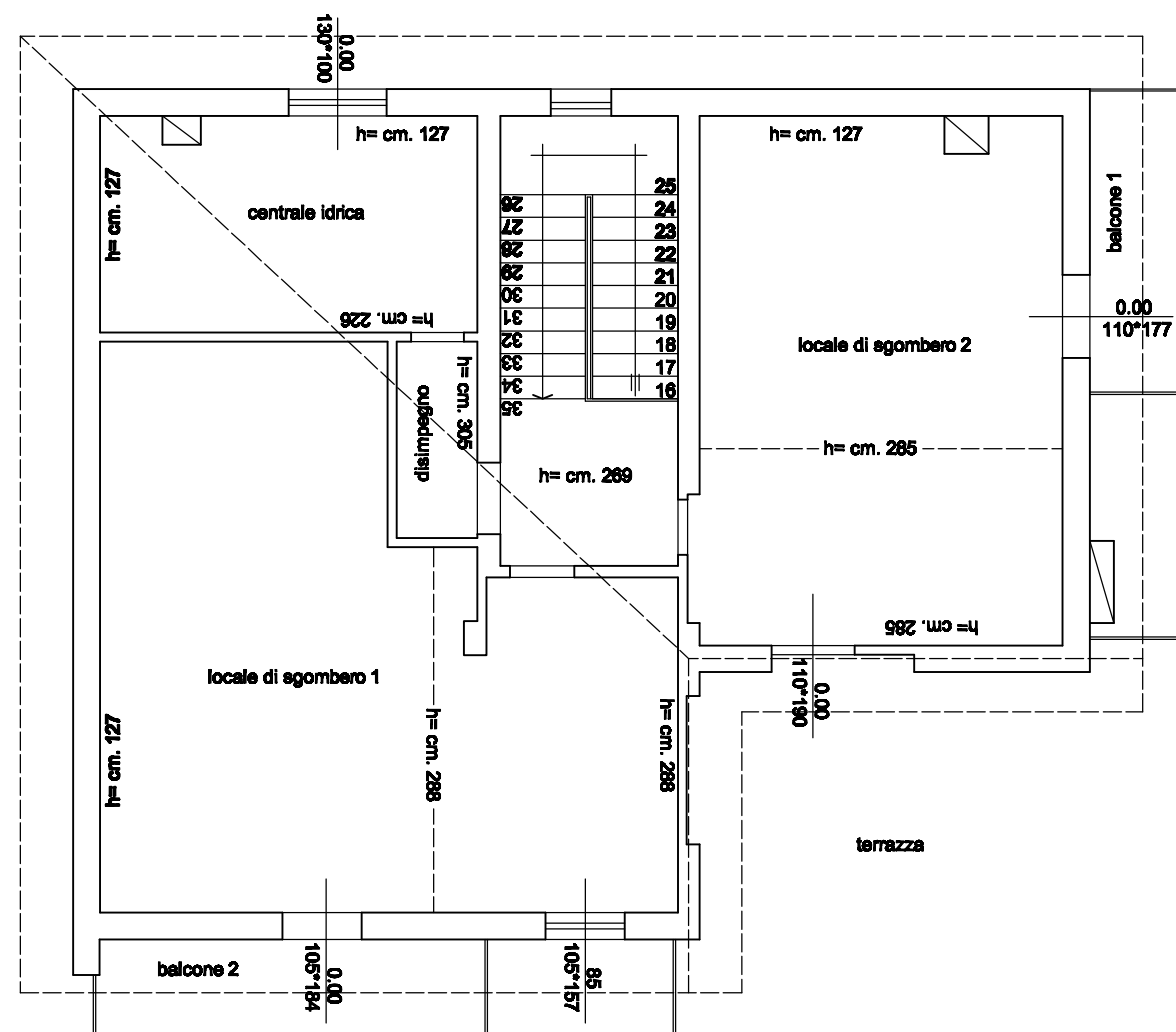 0.00
130*100
h= cm. 127
h= cm. 127
h= cm. 127
centrale idrica
h= cm. 226
25
24
23
22
21
20
19
18
17
16
26
27
28
29
30
31
32
33
34
35
balcone 1
0.00
110*177
locale di sgombero 2
disimpegno
h= cm. 305
h= cm. 269
h= cm. 285
h= cm. 285
0.00
110*190
locale di sgombero 1
h= cm. 127
h= cm. 288
h= cm. 288
terrazza
balcone 2
0.00
105*184
85
105*157